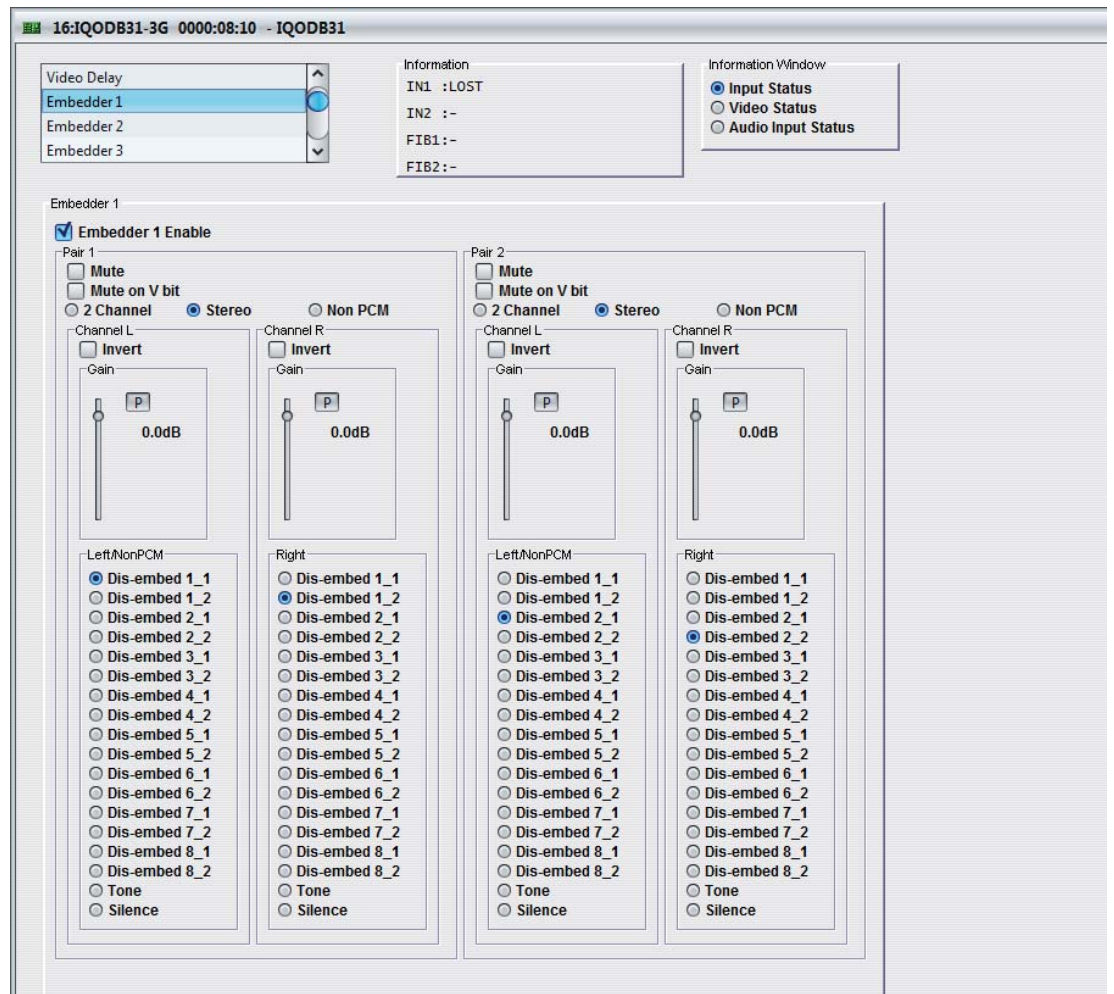 16:IQODB31-3G 0000:08:10 - IQODB31
Video Delay
Embedder 1
Embedder 2
Embedder 3
Information
IN1 :LOST
IN2 :-
FIB1:-
FIB2:-
Information Window
Input Status
Video Status
Audio Input Status
Embedder 1
Embedder 1 Enable
Pair 1
Mute
Mute on V bit
2 Channel Stereo Non PCM
Channel L
Invert
Gain
P
0.0dB
Left/NonPCM
Dis-embed 1_1
Dis-embed 1_2
Dis-embed 2_1
Dis-embed 2_2
Dis-embed 3_1
Dis-embed 3_2
Dis-embed 4_1
Dis-embed 4_2
Dis-embed 5_1
Dis-embed 5_2
Dis-embed 6_1
Dis-embed 6_2
Dis-embed 7_1
Dis-embed 7_2
Dis-embed 8_1
Dis-embed 8_2
Tone
Silence
Channel R
Invert
Gain
P
0.0dB
Right
Dis-embed 1_1
Dis-embed 1_2
Dis-embed 2_1
Dis-embed 2_2
Dis-embed 3_1
Dis-embed 3_2
Dis-embed 4_1
Dis-embed 4_2
Dis-embed 5_1
Dis-embed 5_2
Dis-embed 6_1
Dis-embed 6_2
Dis-embed 7_1
Dis-embed 7_2
Dis-embed 8_1
Dis-embed 8_2
Tone
Silence
Pair 2
Mute
Mute on V bit
2 Channel Stereo Non PCM
Channel L
Invert
Gain
P
0.0dB
Left/NonPCM
Dis-embed 1_1
Dis-embed 1_2
Dis-embed 2_1
Dis-embed 2_2
Dis-embed 3_1
Dis-embed 3_2
Dis-embed 4_1
Dis-embed 4_2
Dis-embed 5_1
Dis-embed 5_2
Dis-embed 6_1
Dis-embed 6_2
Dis-embed 7_1
Dis-embed 7_2
Dis-embed 8_1
Dis-embed 8_2
Tone
Silence
Channel R
Invert
Gain
P
0.0dB
Right
Dis-embed 1_1
Dis-embed 1_2
Dis-embed 2_1
Dis-embed 2_2
Dis-embed 3_1
Dis-embed 3_2
Dis-embed 4_1
Dis-embed 4_2
Dis-embed 5_1
Dis-embed 5_2
Dis-embed 6_1
Dis-embed 6_2
Dis-embed 7_1
Dis-embed 7_2
Dis-embed 8_1
Dis-embed 8_2
Tone
Silence